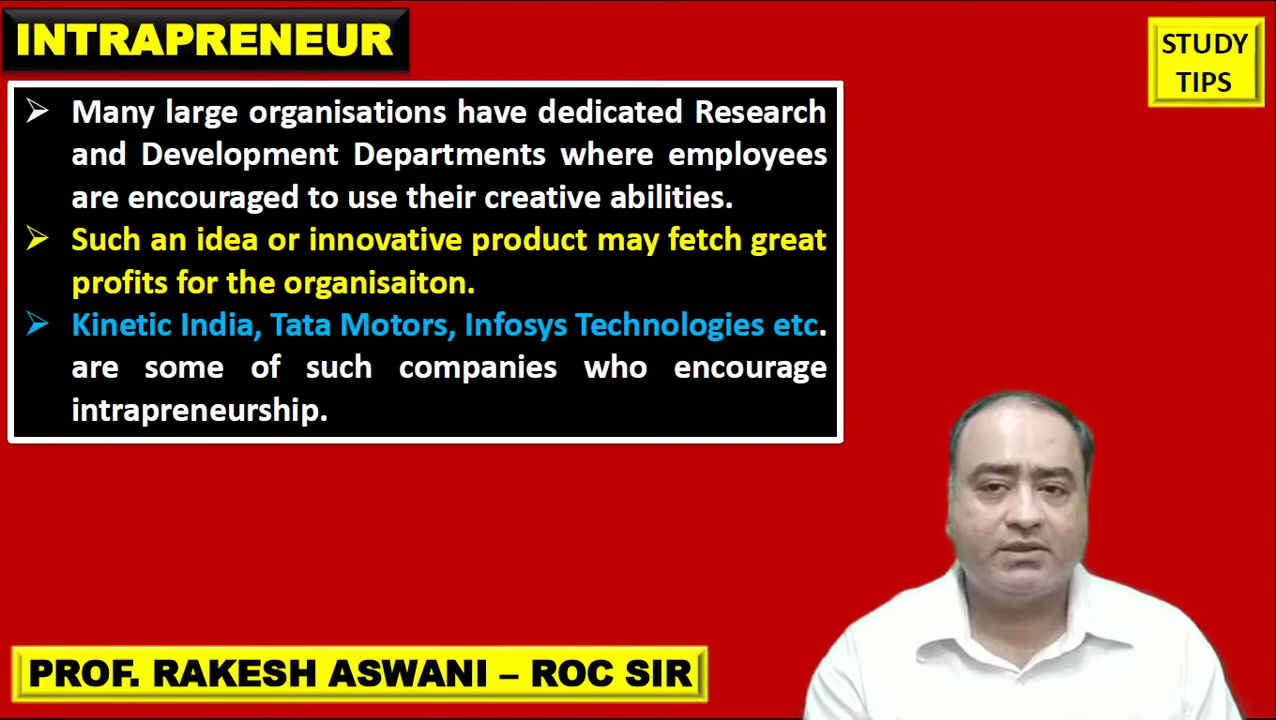 INTRAPRENEUR
STUDY
TIPS
Many large organisations have dedicated Research
and Development Departments where employees
are encouraged to use their creative abilities.
Such an idea or innovative product may fetch great
profits for the organisaiton.
Kinetic India, Tata Motors, Infosys Technologies etc.
are some of such companies who encourage
intrapreneurship.
PROF. RAKESH ASWANI – ROC SIR